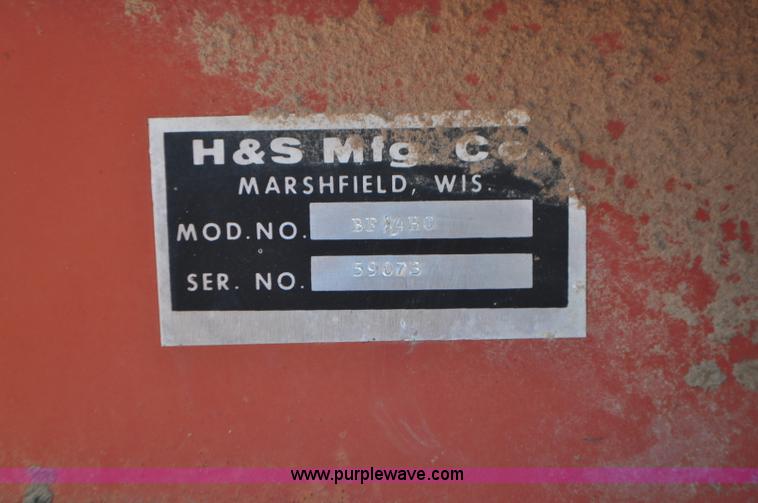 H&S Mfg Co.
MARSHFIELD, WIS.
MOD.NO.
SER. NO. 59073
www.purplewave.com